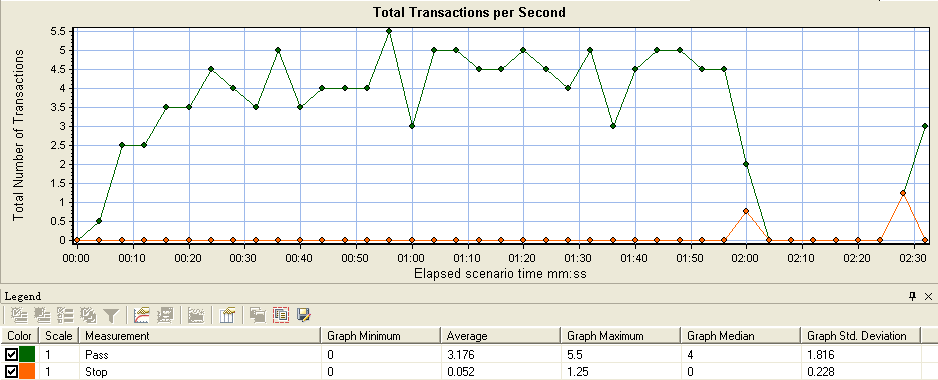 Total Transactions per Second
Total Number of Transactions
5.5
5
4.5
4
3.5
3
2.5
2
1.5
1
0.5
0
00:00 00:10 00:20 00:30 00:40 00:50 01:00 01:10 01:20 01:30 01:40 01:50 02:00 02:10 02:20 02:30
Elapsed scenario time mm:ss
Legend
Color Scale Measurement Graph Minimum Average Graph Maximum Graph Median Graph Std. Deviation
1 Pass 0 3.176 5.5 4 1.816
1 Stop 0 0.052 1.25 0 0.228